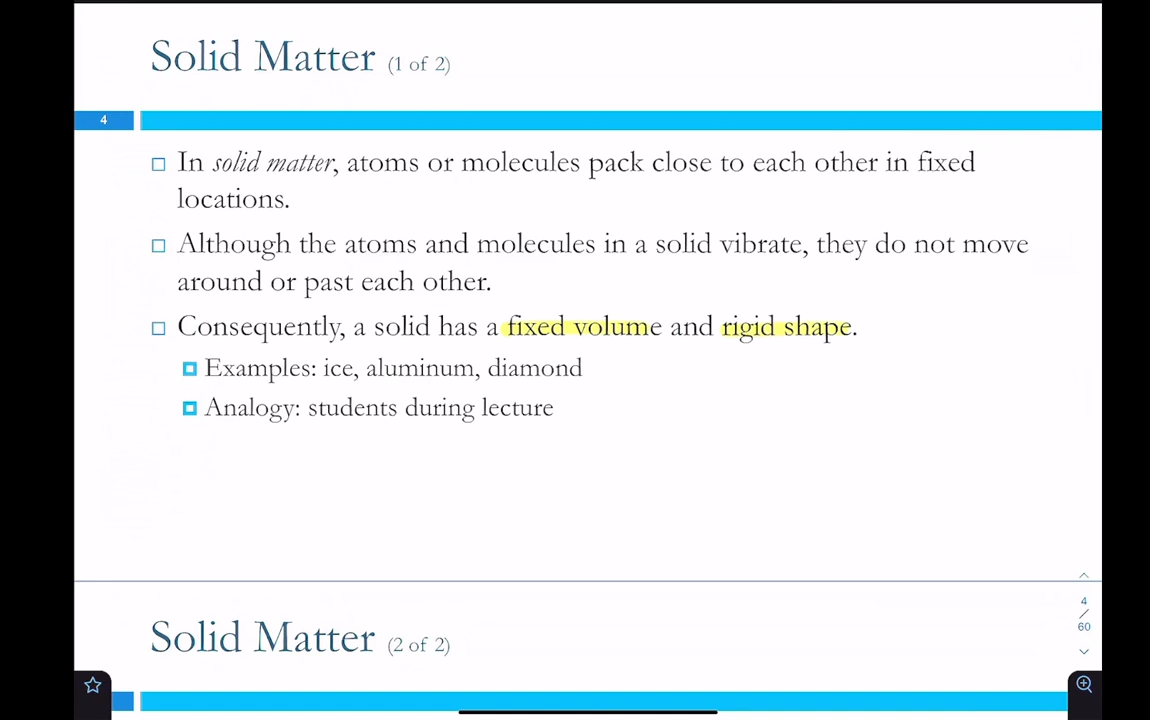 Solid Matter (1 of 2)
4
In solid matter, atoms or molecules pack close to each other in fixed
locations.
Although the atoms and molecules in a solid vibrate, they do not move
around or past each other.
Consequently, a solid has a fixed volume and rigid shape.
Examples: ice, aluminum, diamond
Analogy: students during lecture
4
/
60
Solid Matter (2 of 2)